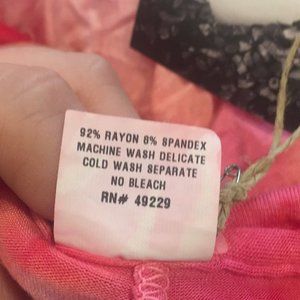 92% RAYON 8% SPANDEX
MACHINE WASH DELICATE
COLD WASH SEPARATE
NO BLEACH
RN# 49229